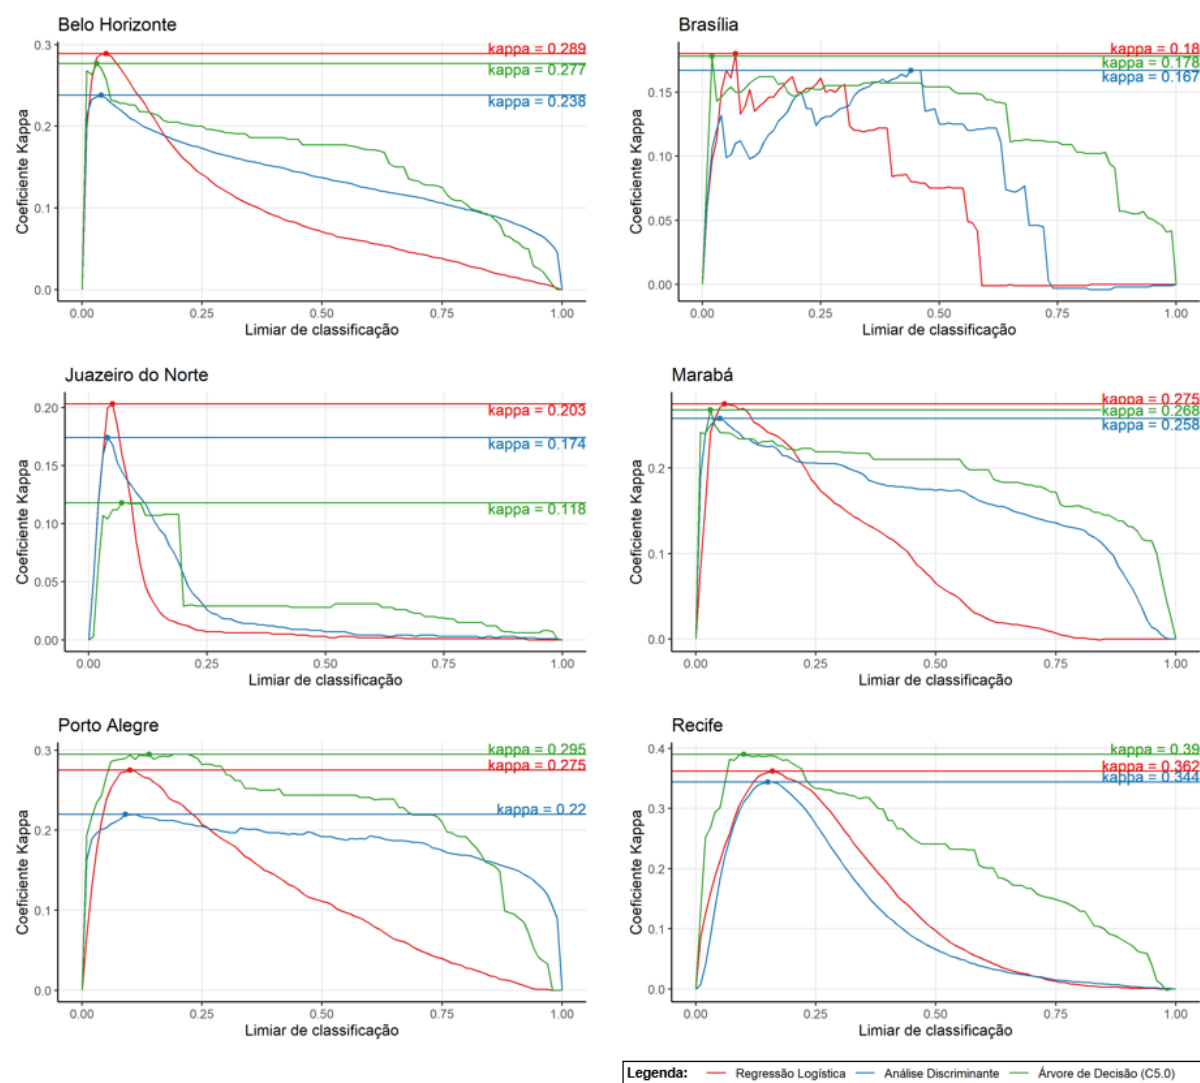 Belo Horizonte
Coeficiente Kappa
0.3
0.2
0.1
0.0
kappa = 0.289
kappa = 0.277
kappa = 0.238
0.00 0.25 0.50 0.75 1.00
Limiar de classificação
Brasília
Coeficiente Kappa
0.15
0.10
0.05
0.00
kappa = 0.18
kappa = 0.178
kappa = 0.167
0.00 0.25 0.50 0.75 1.00
Limiar de classificação
Juazeiro do Norte
Coeficiente Kappa
0.20
0.15
0.10
0.05
0.00
kappa = 0.203
kappa = 0.174
kappa = 0.118
0.00 0.25 0.50 0.75 1.00
Limiar de classificação
Marabá
Coeficiente Kappa
0.2
0.1
0.0
kappa = 0.275
kappa = 0.268
kappa = 0.258
0.00 0.25 0.50 0.75 1.00
Limiar de classificação
Porto Alegre
Coeficiente Kappa
0.3
0.2
0.1
0.0
kappa = 0.295
kappa = 0.275
kappa = 0.22
0.00 0.25 0.50 0.75 1.00
Limiar de classificação
Recife
Coeficiente Kappa
0.4
0.3
0.2
0.1
0.0
kappa = 0.39
kappa = 0.362
kappa = 0.344
0.00 0.25 0.50 0.75 1.00
Limiar de classificação
Legenda: Regressão Logística Análise Discriminante Árvore de Decisão (C5.0)